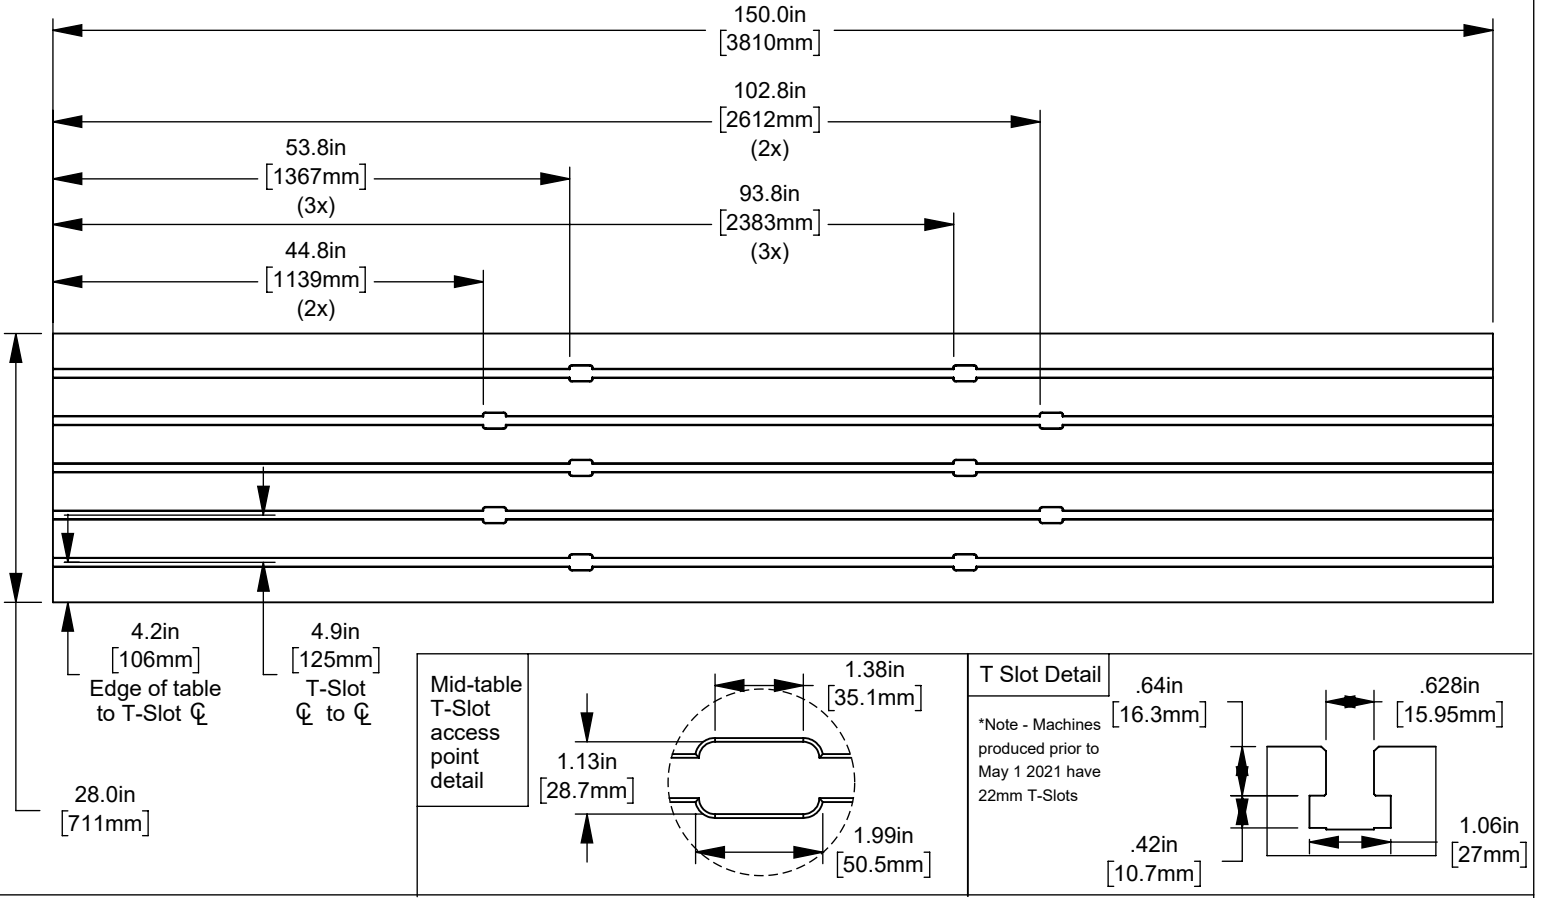 150.0in
[3810mm]
102.8in
[2612mm]
(2x)
53.8in
[1367mm]
(3x)
93.8in
[2383mm]
(3x)
44.8in
[1139mm]
(2x)
4.2in
[106mm]
Edge of table
to T-Slot ℄
4.9in
[125mm]
T-Slot
℄ to ℄
28.0in
[711mm]
Mid-table
T-Slot
access
point
detail
1.38in
[35.1mm]
1.13in
[28.7mm]
1.99in
[50.5mm]
T Slot Detail
*Note - Machines
produced prior to
May 1 2021 have
22mm T-Slots
.64in
[16.3mm]
.628in
[15.95mm]
.42in
[10.7mm]
1.06in
[27mm]